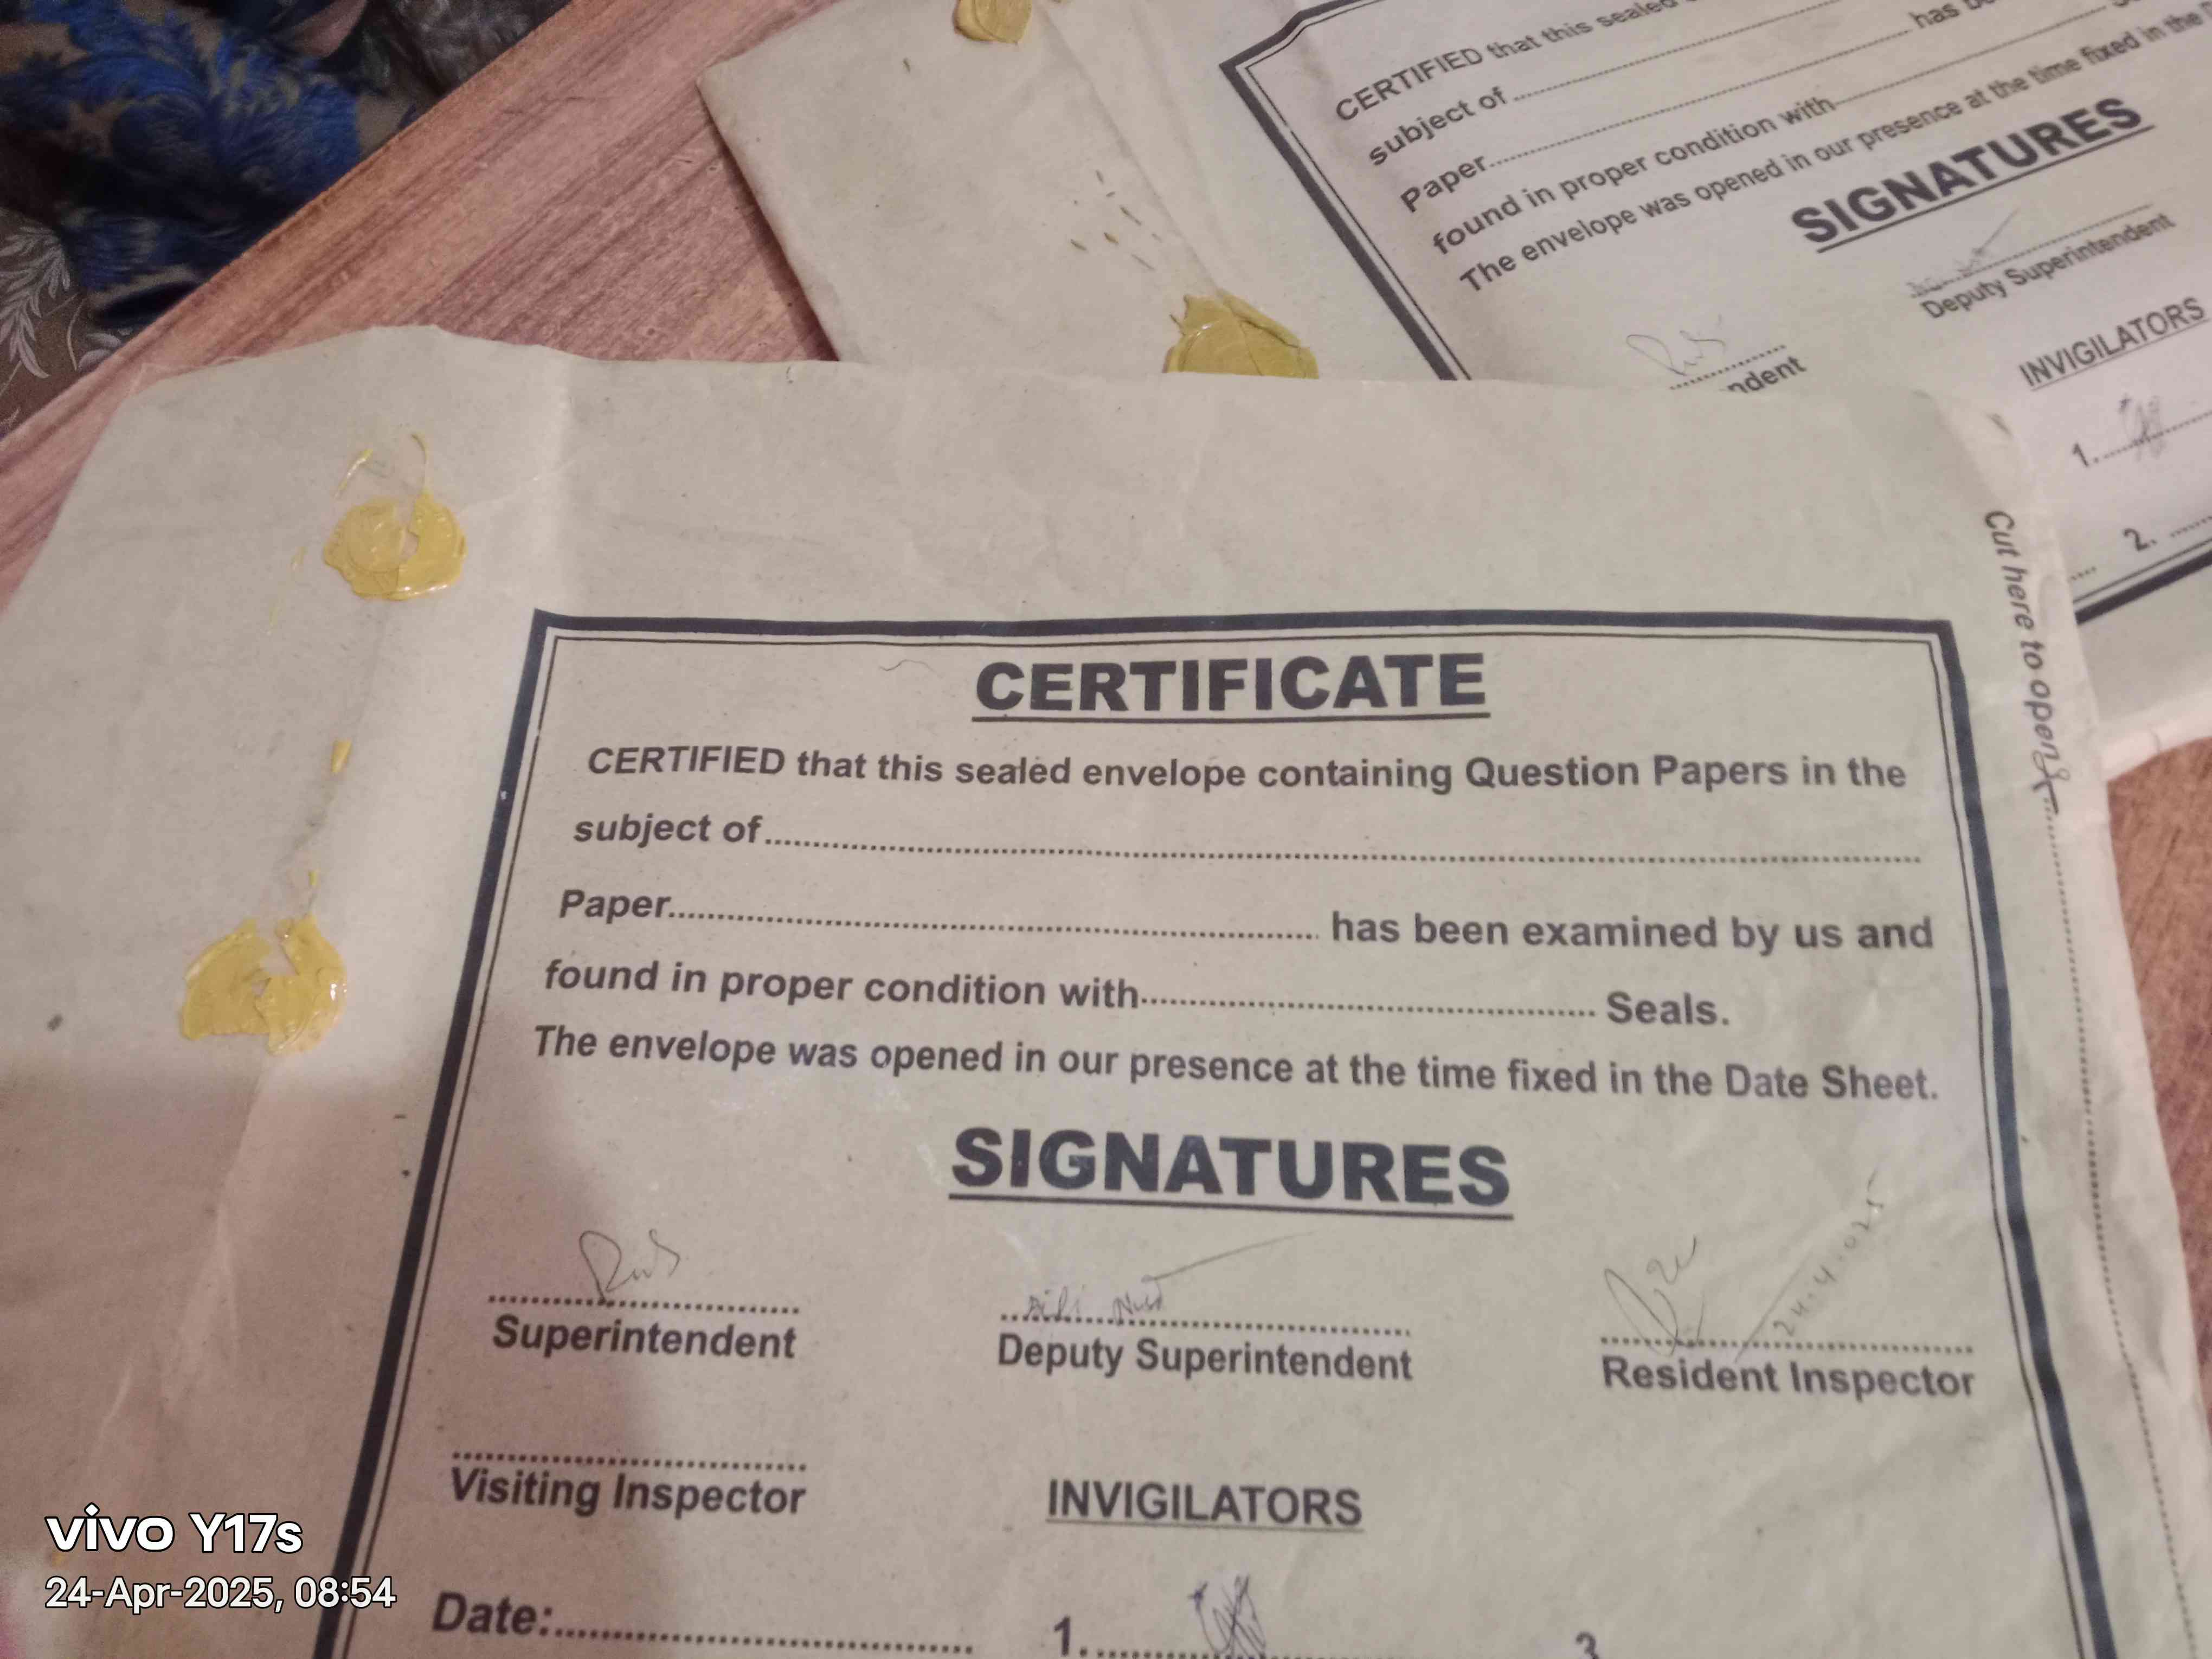 CERTIFIED that this sealed
subject of
Paper
has
found in proper condition with
The envelope was opened in our presence at the time fixed in the
SIGNATURES
Deputy Superintendent
INVIGILATORS
1.
2.
Cut here to open
CERTIFICATE
CERTIFIED that this sealed envelope containing Question Papers in the
subject of
Paper has been examined by us and
found in proper condition with Seals.
The envelope was opened in our presence at the time fixed in the Date Sheet.
SIGNATURES
24.4.025
Superintendent Deputy Superintendent Resident Inspector
Visiting Inspector INVIGILATORS
Date: 1. 3
vivo Y17s
24-Apr-2025, 08:54